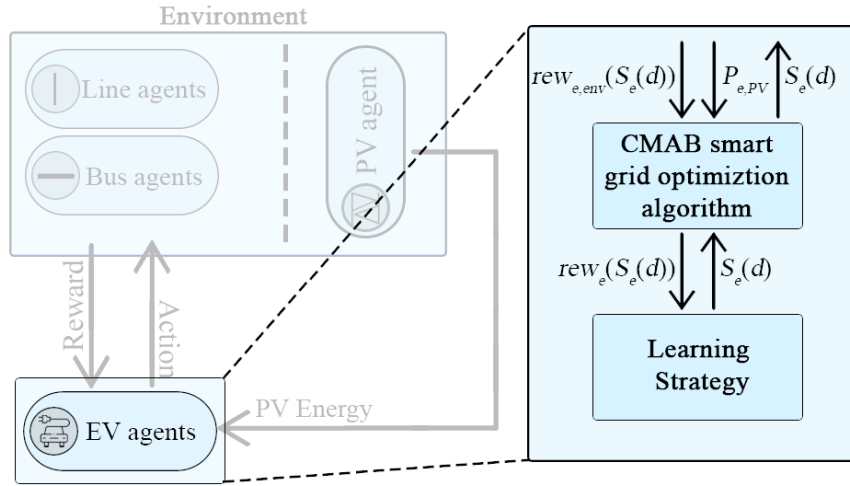 Environment
Line agents
Bus agents
PV agent
Reward
Action
EV agents
PV Energy
rew_{e,env}(S_e(d))
P_{e,PV}
S_e(d)
CMAB smart
grid optimiztion
algorithm
rew_e(S_e(d))
S_e(d)
Learning
Strategy